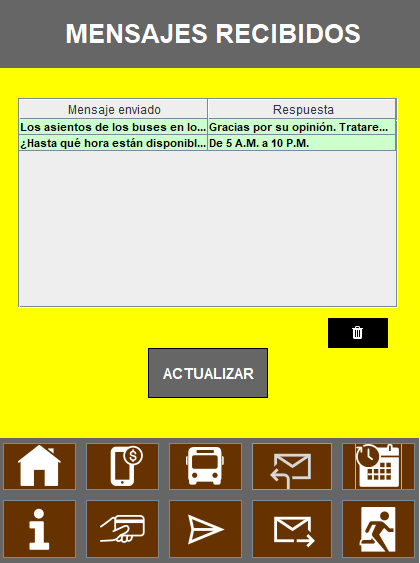 MENSAJES RECIBIDOS
Mensaje enviado Respuesta
Los asientos de los buses en lo... Gracias por su opinión. Tratare...
¿Hasta qué hora están disponibl... De 5 A.M. a 10 P.M.
ACTUALIZAR